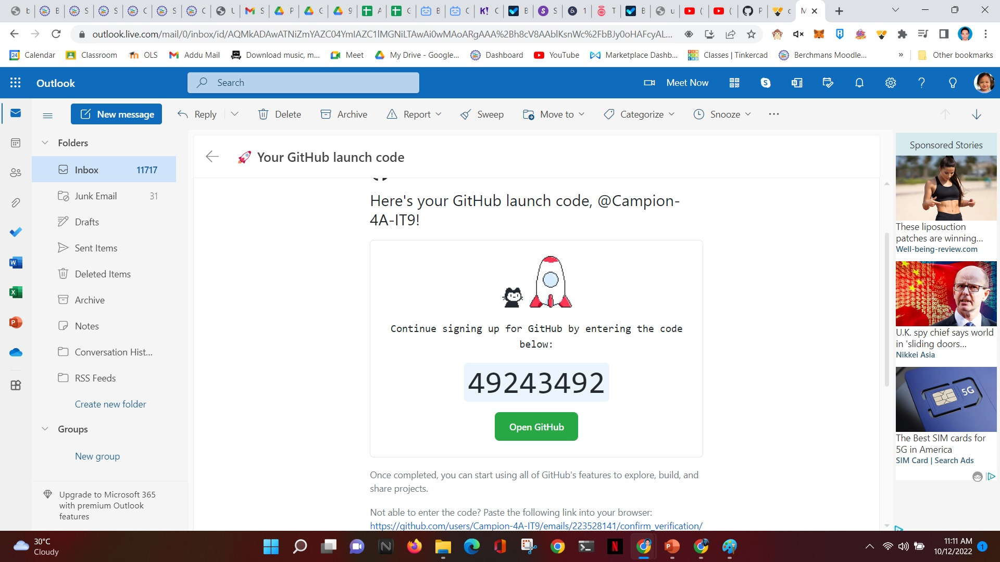 outlook.live.com/mail/0/inbox/id/AQMkADAwATNiZmYAZC04YmIAZC1lMGNiLTAwAi0wMAoARgAAA%2Bh8cV8AAblKsnWc%2FbBJy0oHAFcyAL...
Calendar Classroom OLS Addu Mail Download music, m... Meet My Drive - Google... Dashboard YouTube Marketplace Dashb... Classes | Tinkercad Berchmans Moodle... » Other bookmarks
Outlook
Search
Meet Now
New message
Reply
Delete
Archive
Report
Sweep
Move to
Categorize
Snooze
Folders
Inbox 11717
Junk Email 31
Drafts
Sent Items
Deleted Items
Archive
Notes
Conversation Hist...
RSS Feeds
Create new folder
Groups
New group
Upgrade to Microsoft 365
with premium Outlook
features
🚀 Your GitHub launch code
Here's your GitHub launch code, @Campion-
4A-IT9!
Continue signing up for GitHub by entering the code
below:
49243492
Open GitHub
Once completed, you can start using all of GitHub's features to explore, build, and
share projects.
Not able to enter the code? Paste the following link into your browser:
https://github.com/users/Campion-4A-IT9/emails/223528141/confirm_verification/
Sponsored Stories
These liposuction
patches are winning...
Well-being-review.com
U.K. spy chief says world
in 'sliding doors...
Nikkei Asia
5G
The Best SIM cards for
5G in America
SIM Card | Search Ads
30°C
Cloudy
11:11 AM
10/12/2022
1